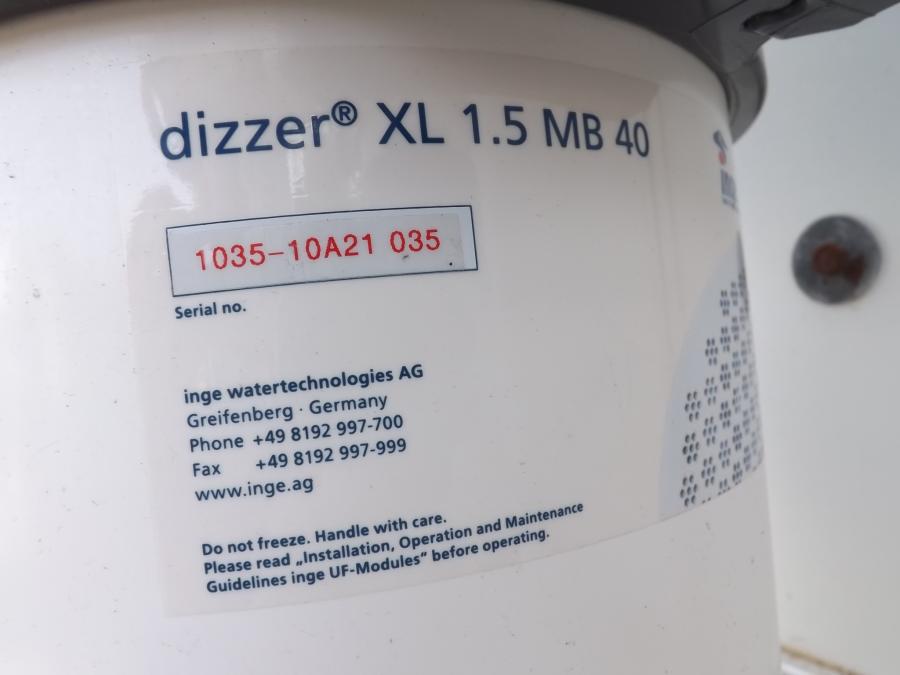 dizzer® XL 1.5 MB 40
1035-10A21 035
Serial no.
inge watertechnologies AG
Greifenberg · Germany
Phone +49 8192 997-700
Fax +49 8192 997-999
www.inge.ag
Do not freeze. Handle with care.
Please read „Installation, Operation and Maintenance
Guidelines inge UF-Modules“ before operating.